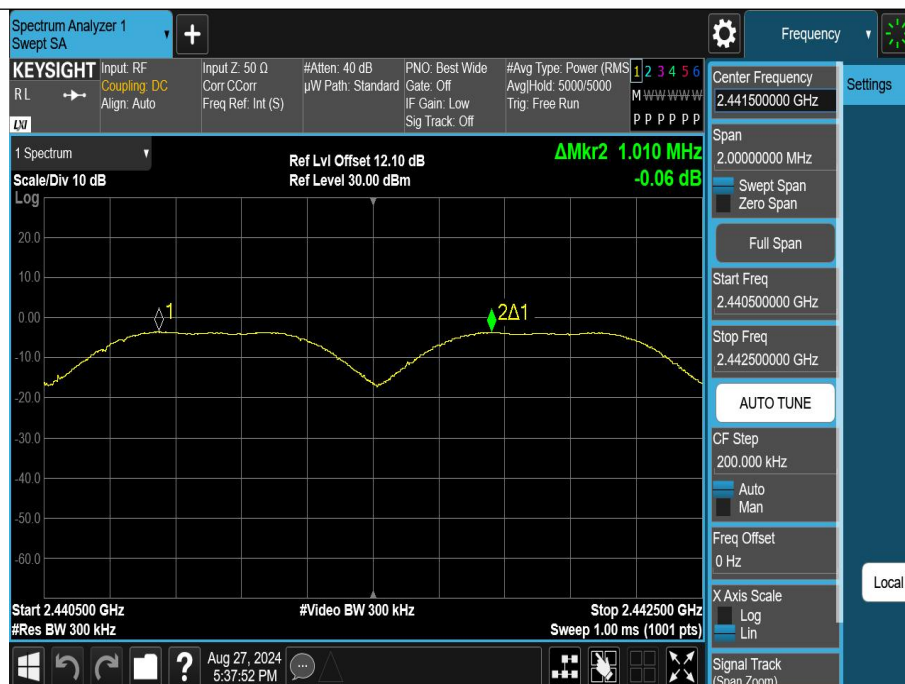 Spectrum Analyzer 1
Swept SA
Frequency
KEYSIGHT
RL
LXI
Input: RF
Coupling: DC
Align: Auto
Input Z: 50 Ω
Corr CCorr
Freq Ref: Int (S)
#Atten: 40 dB
µW Path: Standard
PNO: Best Wide
Gate: Off
IF Gain: Low
Sig Track: Off
#Avg Type: Power (RMS
Avg|Hold: 5000/5000
Trig: Free Run
1 2 3 4 5 6
M W W W W W
P P P P P P
1 Spectrum
Scale/Div 10 dB
Log
Ref Lvl Offset 12.10 dB
Ref Level 30.00 dBm
ΔMkr2 1.010 MHz
-0.06 dB
20.0
10.0
0.00
-10.0
-20.0
-30.0
-40.0
-50.0
-60.0
1
2Δ1
Start 2.440500 GHz
#Res BW 300 kHz
#Video BW 300 kHz
Stop 2.442500 GHz
Sweep 1.00 ms (1001 pts)
?
Aug 27, 2024
5:37:52 PM
Center Frequency
2.441500000 GHz
Settings
Span
2.00000000 MHz
Swept Span
Zero Span
Full Span
Start Freq
2.440500000 GHz
Stop Freq
2.442500000 GHz
AUTO TUNE
CF Step
200.000 kHz
Auto
Man
Freq Offset
0 Hz
Local
X Axis Scale
Log
Lin
Signal Track
(Span Zoom)